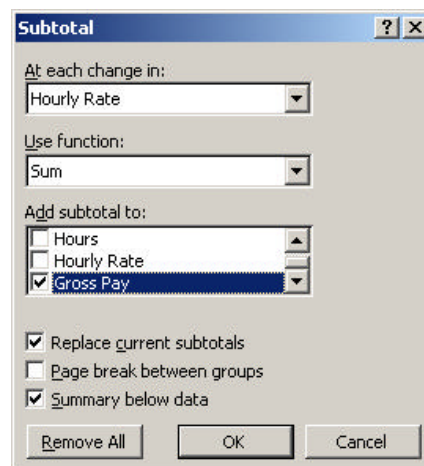 Subtotal
At each change in:
Hourly Rate
Use function:
Sum
Add subtotal to:
Hours
Hourly Rate
Gross Pay
Replace current subtotals
Page break between groups
Summary below data
Remove All OK Cancel